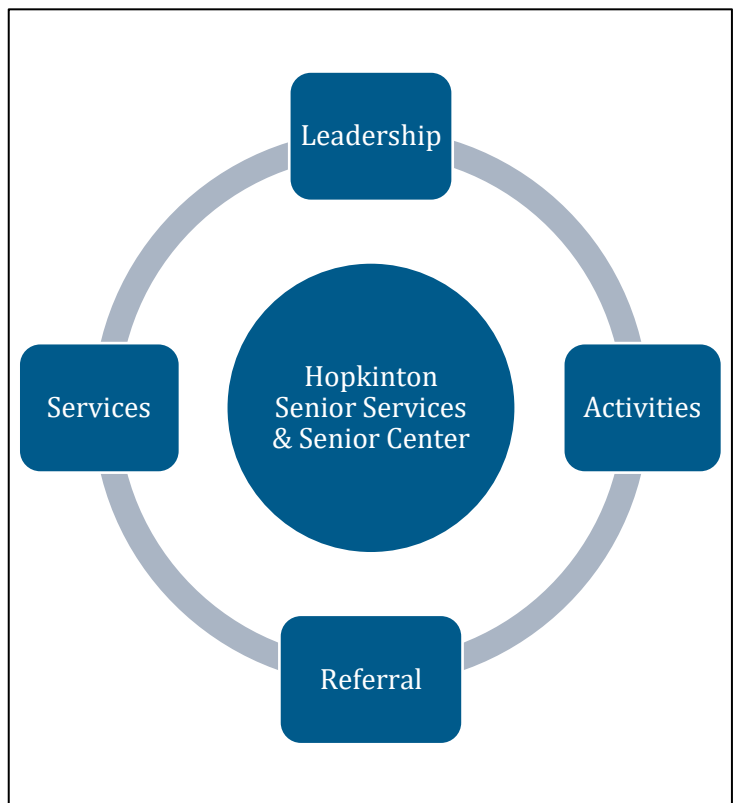 Leadership
Services
Hopkinton
Senior Services
& Senior Center
Activities
Referral